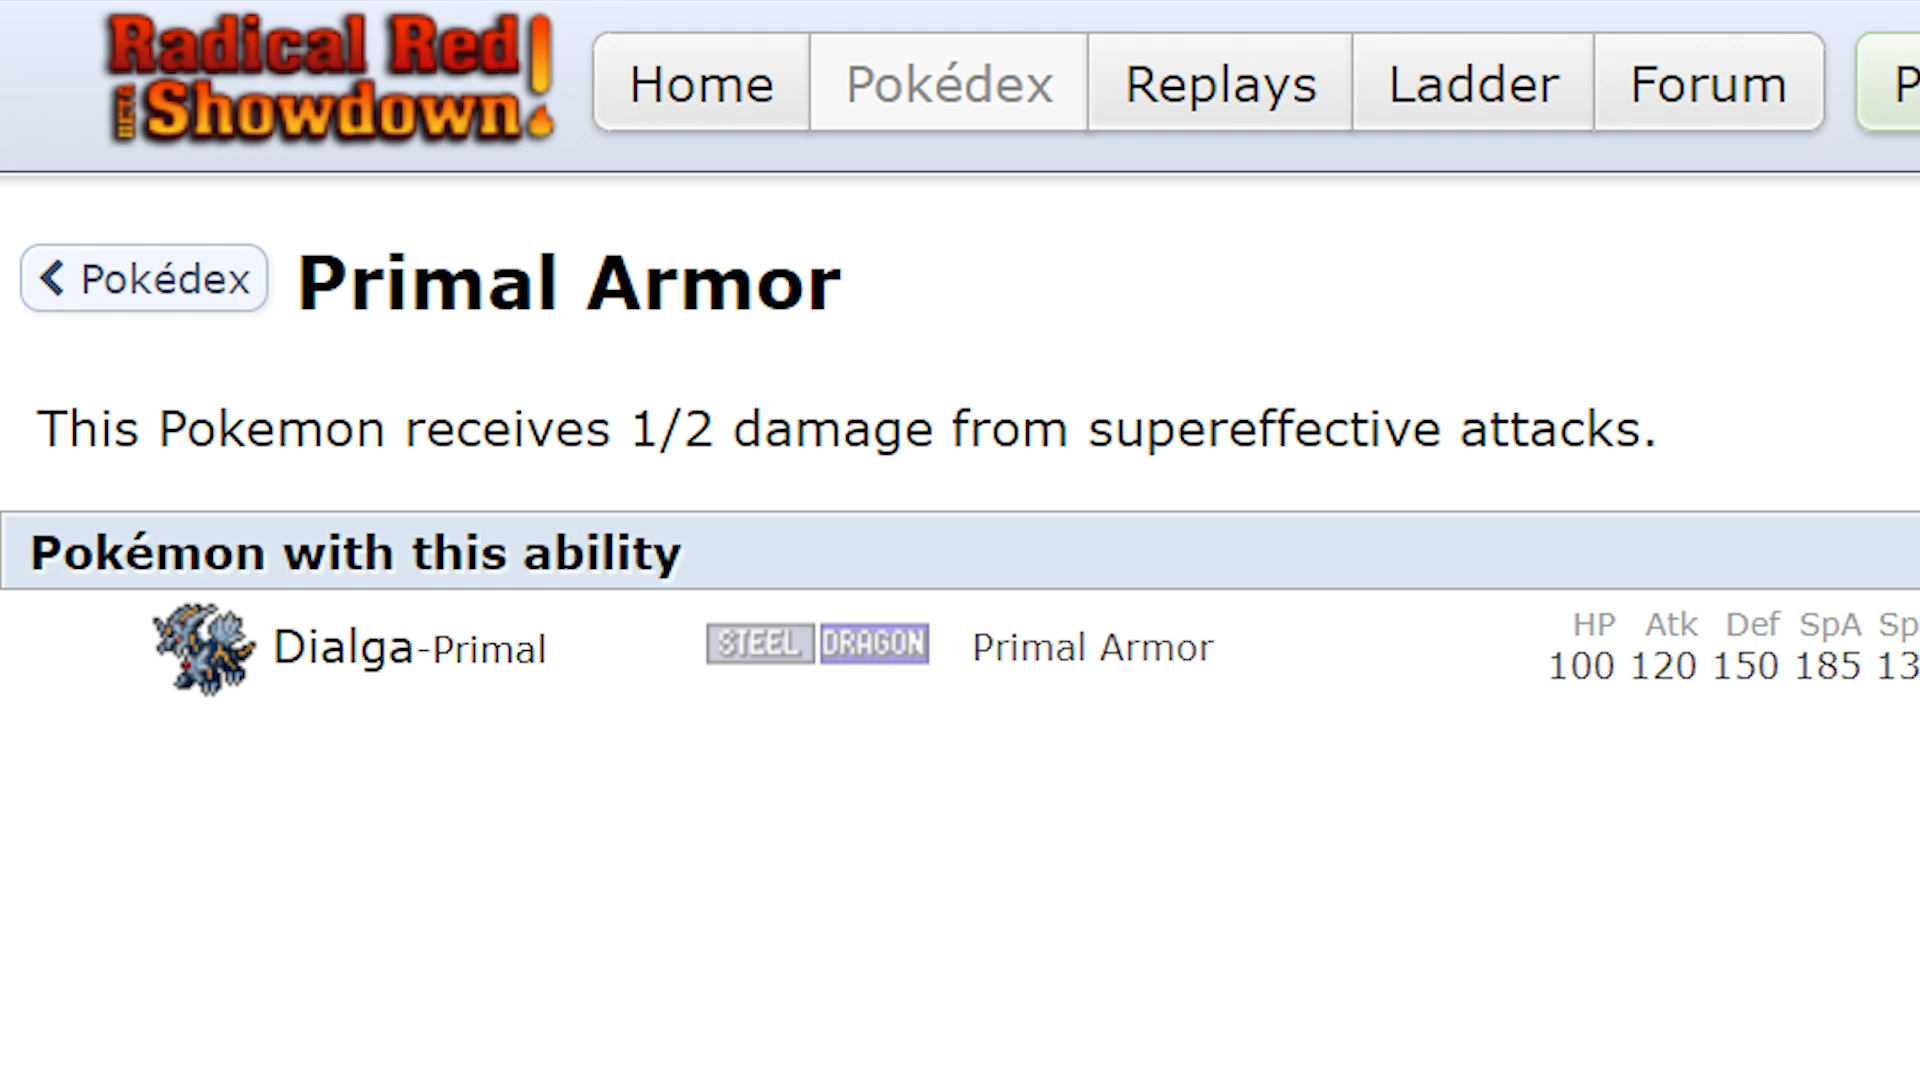 Radical Red
BETA Showdown!
Home Pokédex Replays Ladder Forum
Pokédex Primal Armor
This Pokemon receives 1/2 damage from supereffective attacks.
Pokémon with this ability
HP Atk Def SpA
Dialga-Primal STEEL DRAGON Primal Armor
100 120 150 185